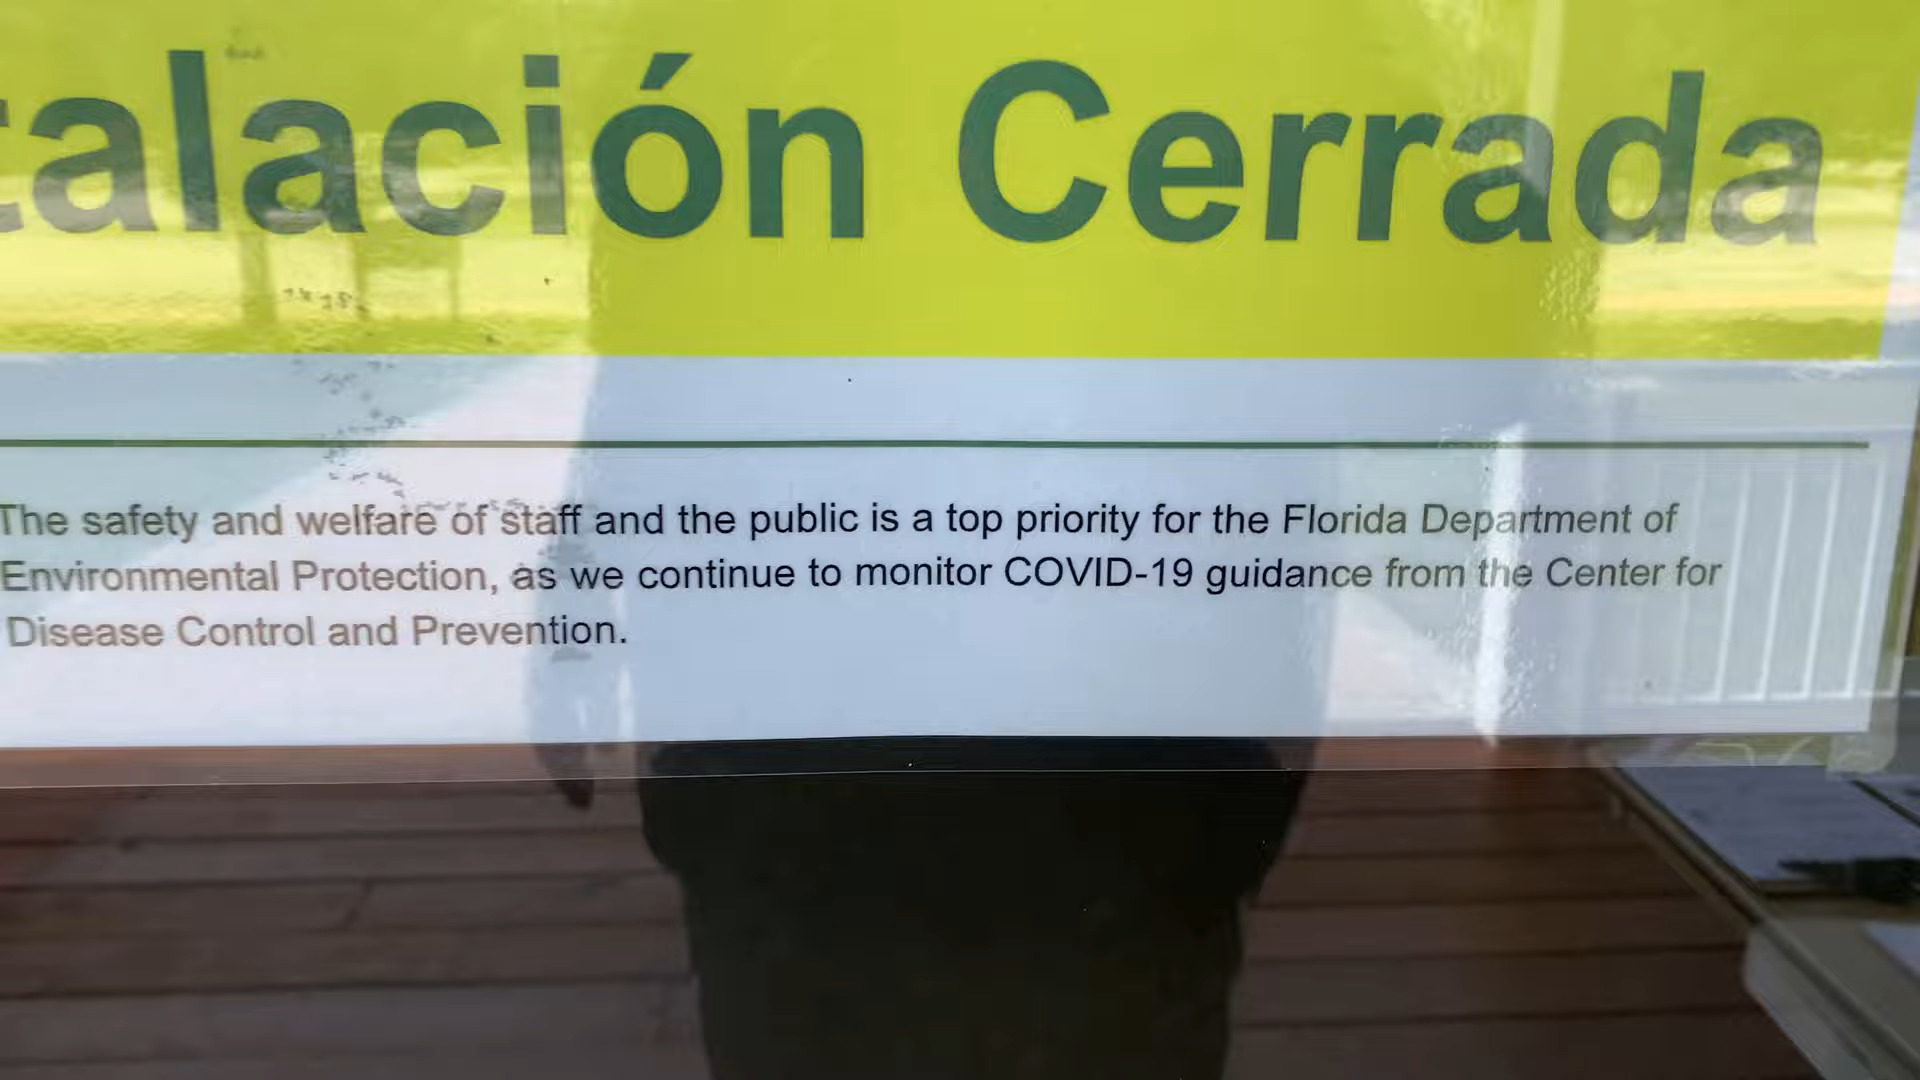 talación Cerrada
The safety and welfare of staff and the public is a top priority for the Florida Department of
Environmental Protection, as we continue to monitor COVID-19 guidance from the Center for
Disease Control and Prevention.